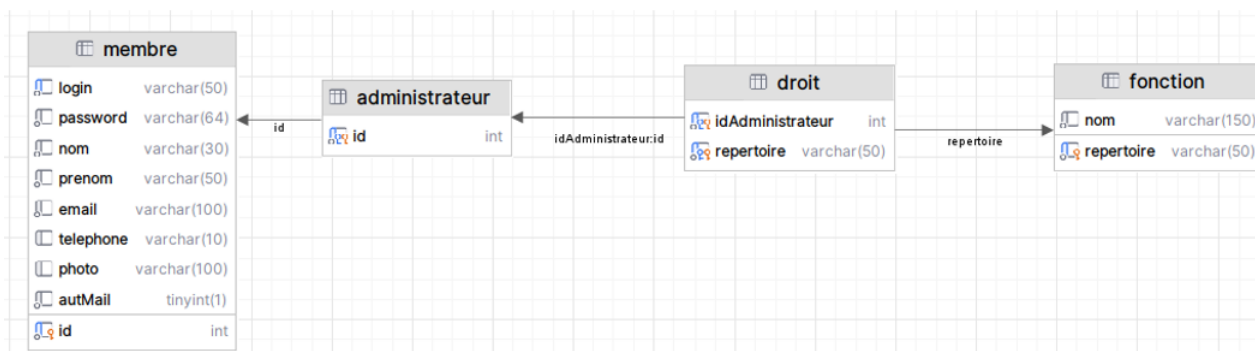 membre
login varchar(50)
password varchar(64)
nom varchar(30)
prenom varchar(50)
email varchar(100)
telephone varchar(10)
photo varchar(100)
autMail tinyint(1)
id int
id
administrateur
id int
idAdministrateur:id
droit
idAdministrateur int
repertoire varchar(50)
repertoire
fonction
nom varchar(150)
repertoire varchar(50)